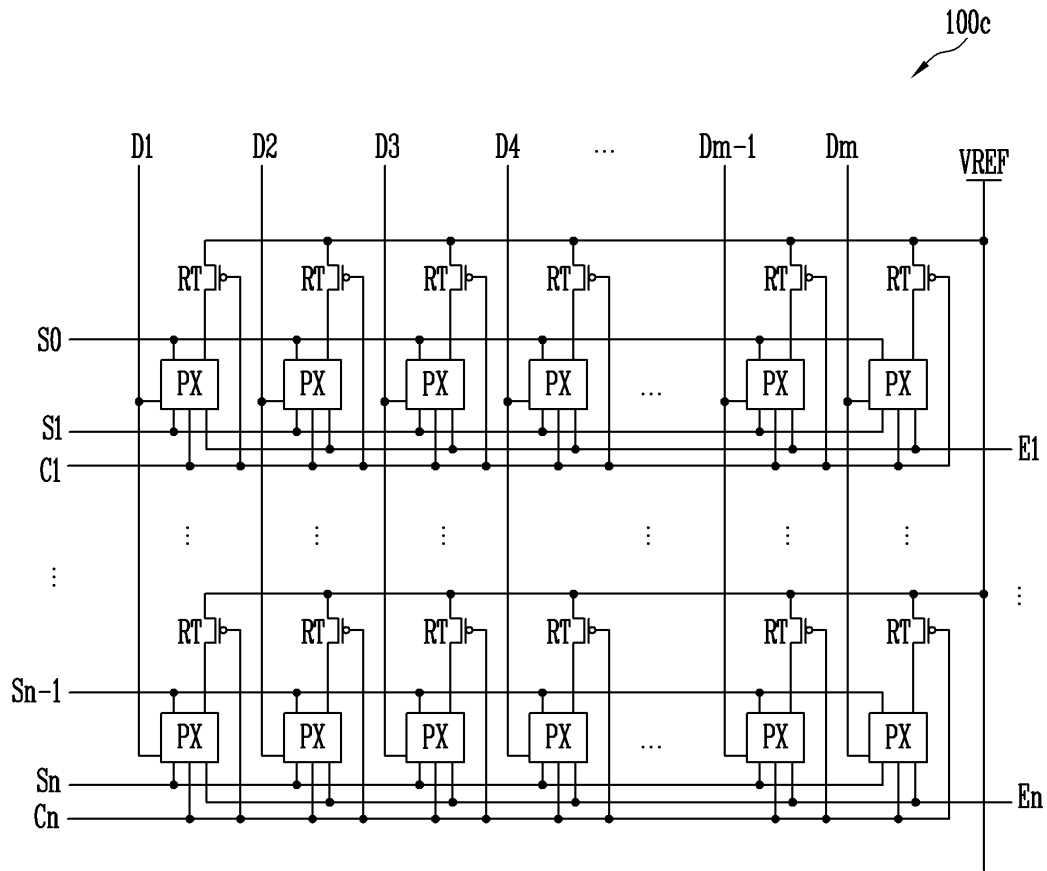 100c
D1 D2 D3 D4 ... Dm-1 Dm VREF
RT RT RT RT RT RT
S0
PX PX PX PX ... PX PX
S1
E1
C1
RT RT RT RT RT RT
Sn-1
PX PX PX PX ... PX PX
Sn
En
Cn